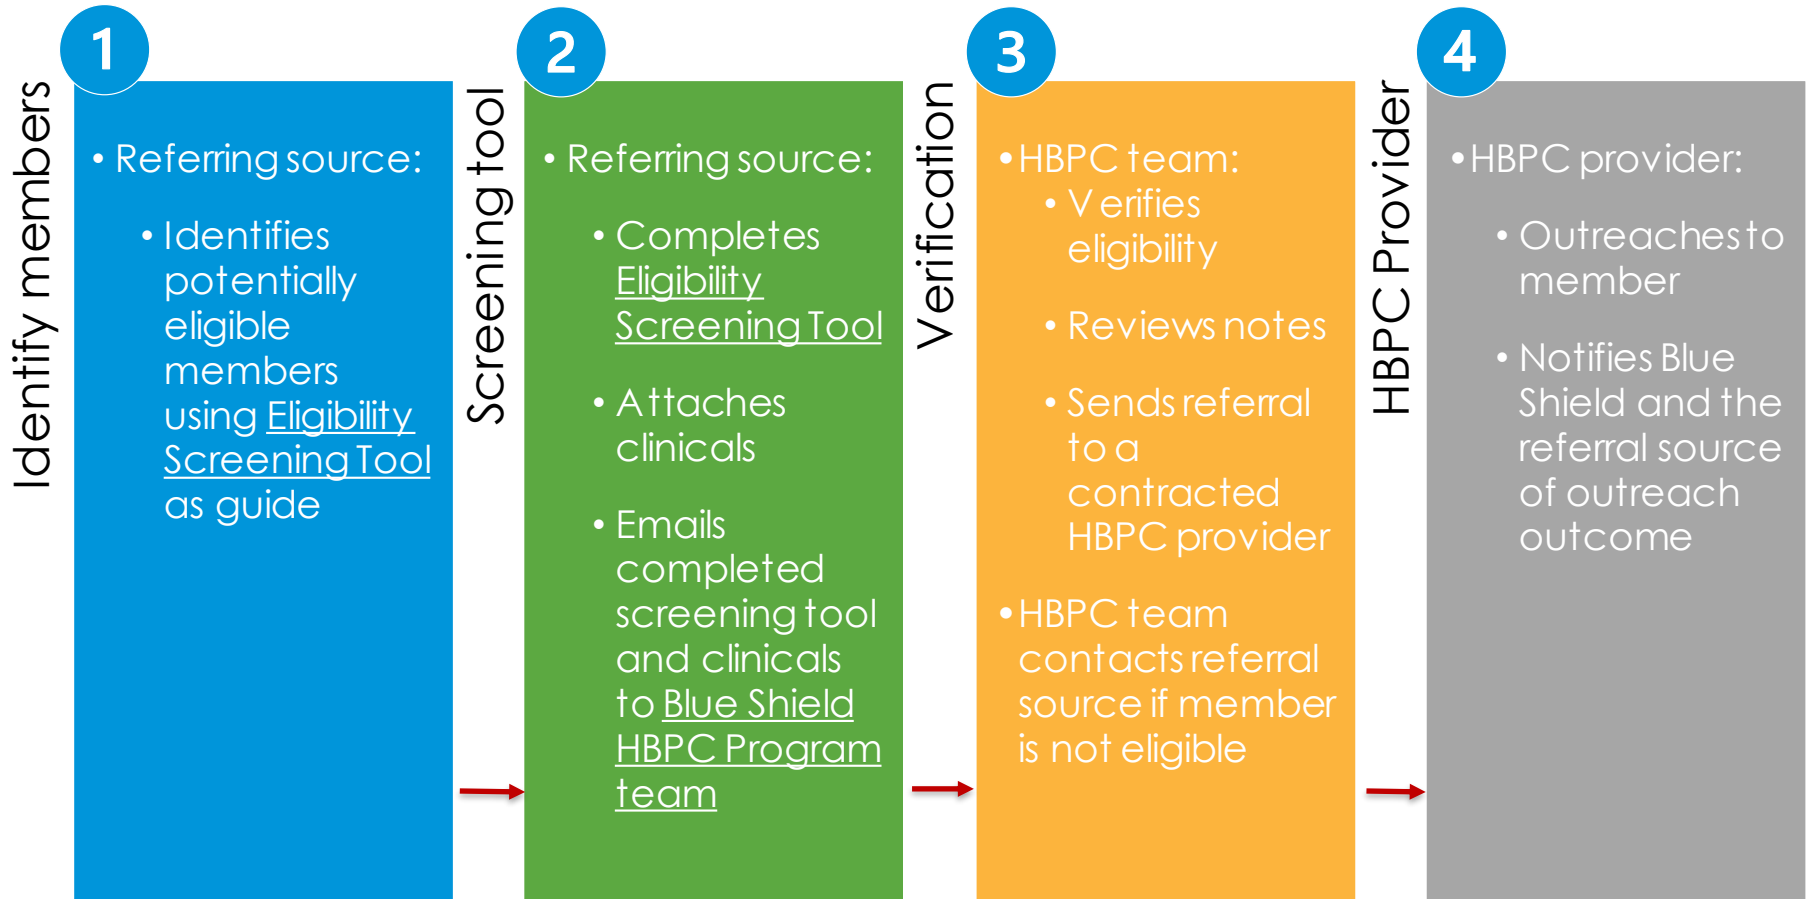 1
Identify members
• Referring source:
• Identifies
potentially
eligible
members
using Eligibility
Screening Tool
as guide
2
Screening tool
• Referring source:
• Completes
Eligibility
Screening Tool
• Attaches
clinicals
• Emails
completed
screening tool
and clinicals
to Blue Shield
HBPC Program
team
3
Verification
• HBPC team:
• Verifies
eligibility
• Reviews notes
• Sends referral
to a
contracted
HBPC provider
• HBPC team
contacts referral
source if member
is not eligible
4
HBPC Provider
• HBPC provider:
• Outreaches to
member
• Notifies Blue
Shield and the
referral source
of outreach
outcome